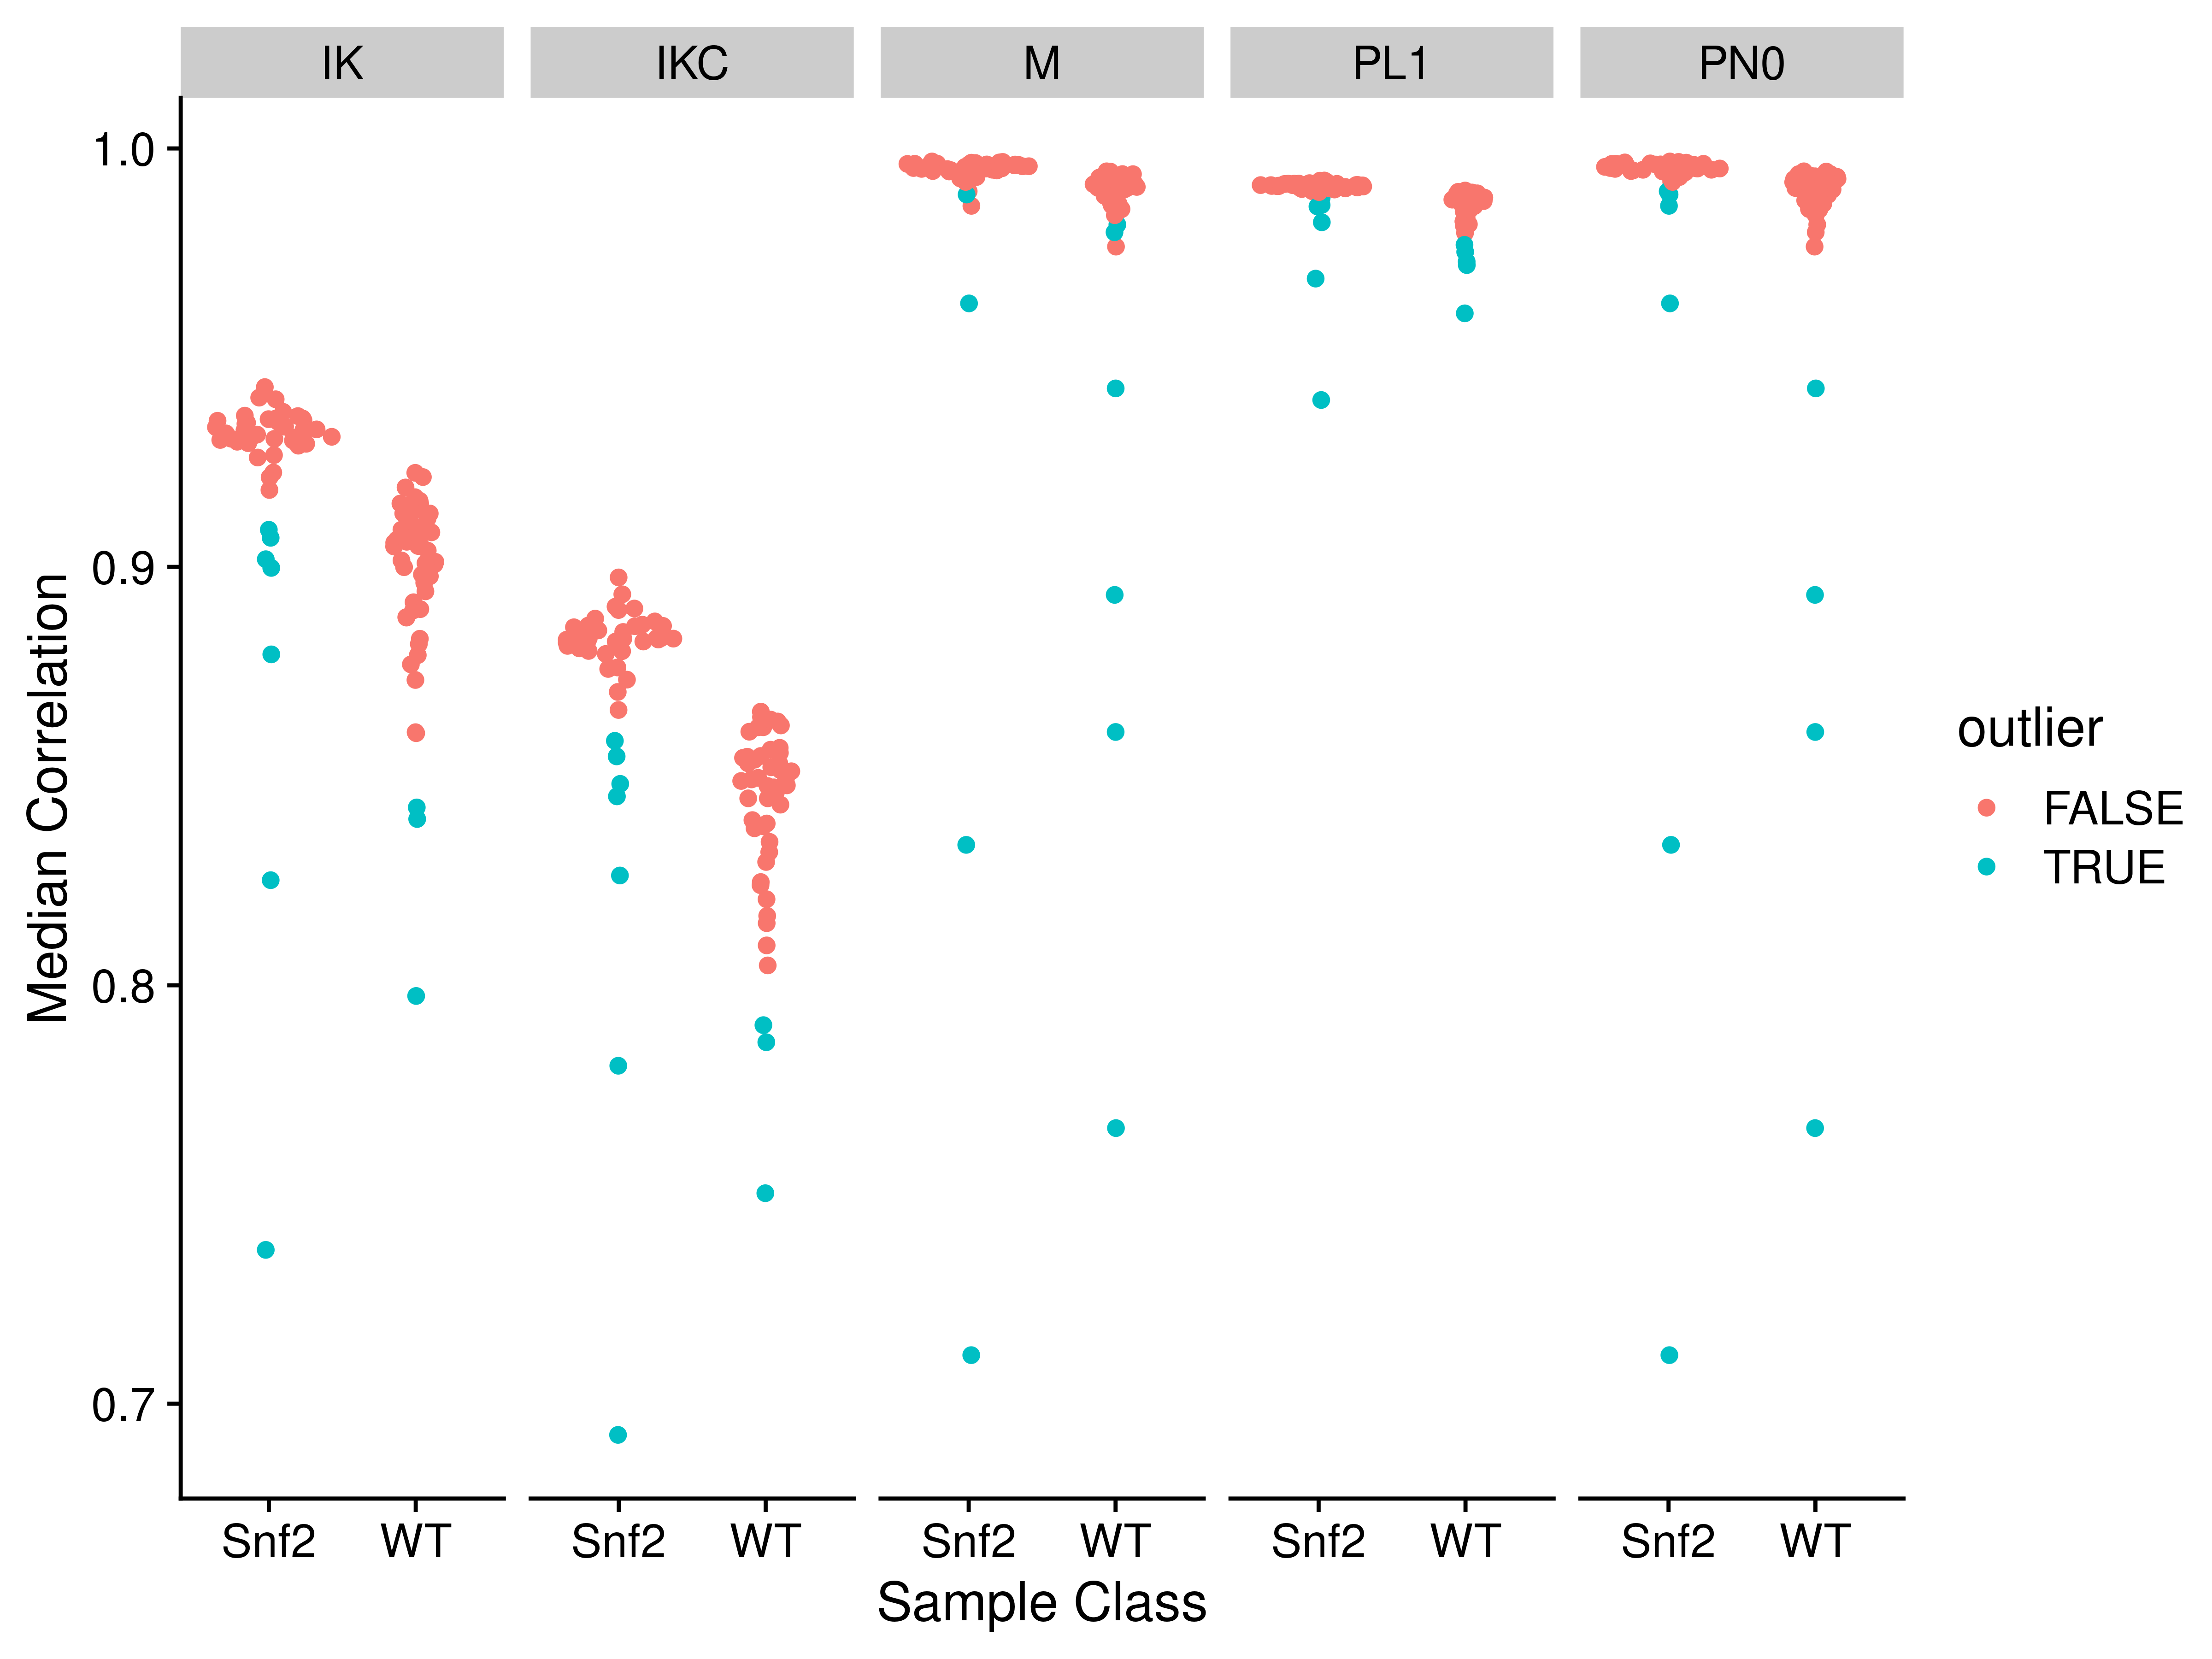 IK IKC M PL1 PN0
1.0
0.9
0.8
0.7
Median Correlation
Snf2 WT Snf2 WT Snf2 WT Snf2 WT Snf2 WT
Sample Class
outlier
FALSE
TRUE